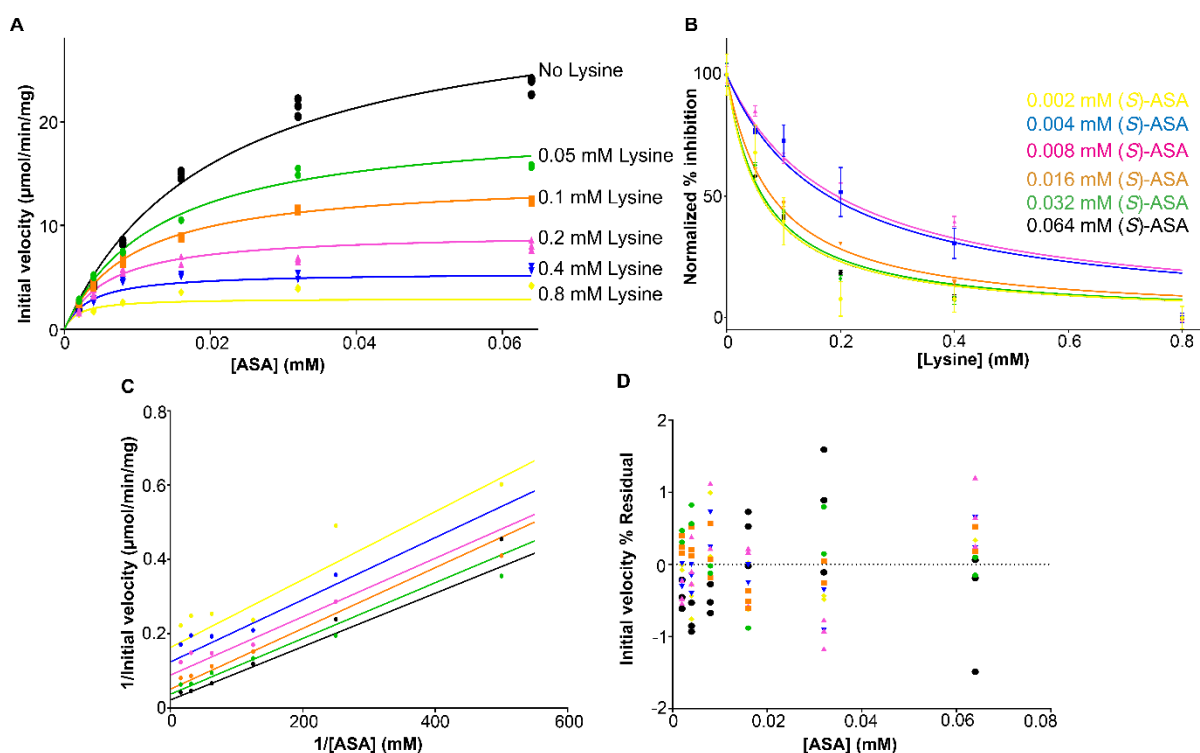 A
Initial velocity (µmol/min/mg)
20
10
0
0
0.02
0.04
0.06
[ASA] (mM)
No Lysine
0.05 mM Lysine
0.1 mM Lysine
0.2 mM Lysine
0.4 mM Lysine
0.8 mM Lysine
B
Normalized % inhibition
100
50
0
0
0.2
0.4
0.6
0.8
[Lysine] (mM)
0.002 mM (S)-ASA
0.004 mM (S)-ASA
0.008 mM (S)-ASA
0.016 mM (S)-ASA
0.032 mM (S)-ASA
0.064 mM (S)-ASA
C
1/Initial velocity (µmol/min/mg)
0.8
0.6
0.4
0.2
0
0
200
400
600
1/[ASA] (mM)
D
Initial velocity % Residual
2
1
0
-1
-2
0
0.02
0.04
0.06
0.08
[ASA] (mM)